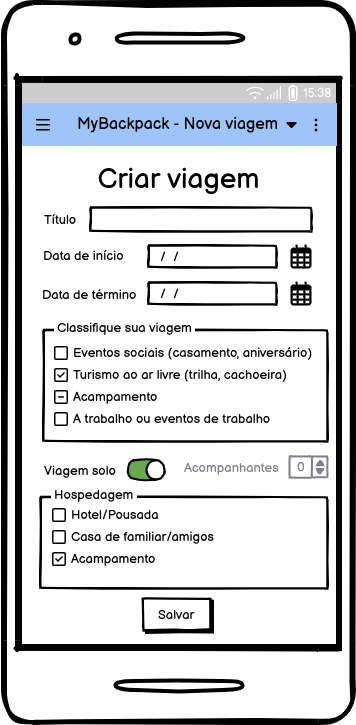 15:38
MyBackpack - Nova viagem
Criar viagem
Título
Data de início / /
Data de término / /
Classifique sua viagem
Eventos sociais (casamento, aniversário)
Turismo ao ar livre (trilha, cachoeira)
Acampamento
A trabalho ou eventos de trabalho
Viagem solo Acompanhantes 0
Hospedagem
Hotel/Pousada
Casa de familiar/amigos
Acampamento
Salvar